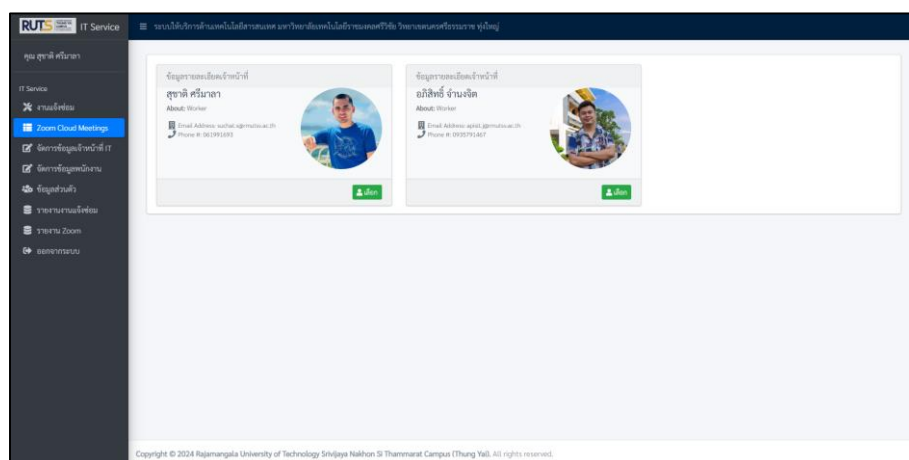 RUTS IT Service
ระบบให้บริการด้านเทคโนโลยีสารสนเทศ มหาวิทยาลัยเทคโนโลยีราชมงคลศรีวิชัย วิทยาเขตนครศรีธรรมราช ทุ่งใหญ่
คุณ สุชาติ ศรีมาลา
IT Service
งานแจ้งซ่อม
Zoom Cloud Meetings
จัดการข้อมูลเจ้าหน้าที่ IT
จัดการข้อมูลพนักงาน
ข้อมูลส่วนตัว
รายงานงานแจ้งซ่อม
รายงาน Zoom
ออกจากระบบ
ข้อมูลรายละเอียดเจ้าหน้าที่
สุชาติ ศรีมาลา
About: Worker
Email Address: suchat.s@rmutsv.ac.th
Phone #:
เลือก
ข้อมูลรายละเอียดเจ้าหน้าที่
อภิสิทธิ์ จำนงจิต
About: Worker
Email Address:
Phone #: 0935791467
เลือก
Copyright © 2024 Rajamangala University of Technology Srivijaya Nakhon Si Thammarat Campus (Thung Yai). All rights reserved.